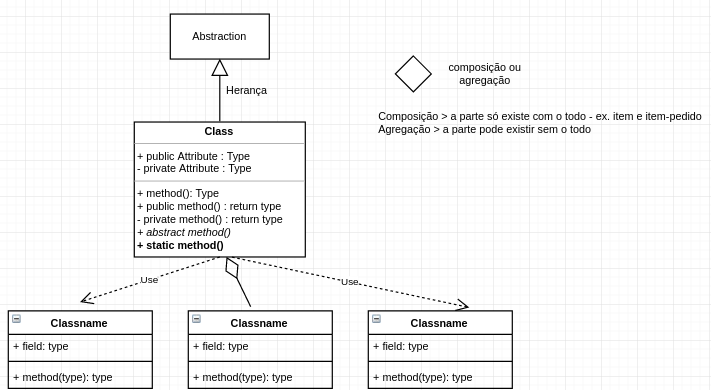 Abstraction
Herança
composição ou
agregação
Composição > a parte só existe com o todo - ex. item e item-pedido
Agregação > a parte pode existir sem o todo
Class
+ public Attribute : Type
- private Attribute : Type
+ method(): Type
+ public method() : return type
- private method() : return type
+ abstract method()
+ static method()
Use
Use
Classname
+ field: type
+ method(type): type
Classname
+ field: type
+ method(type): type
Classname
+ field: type
+ method(type): type